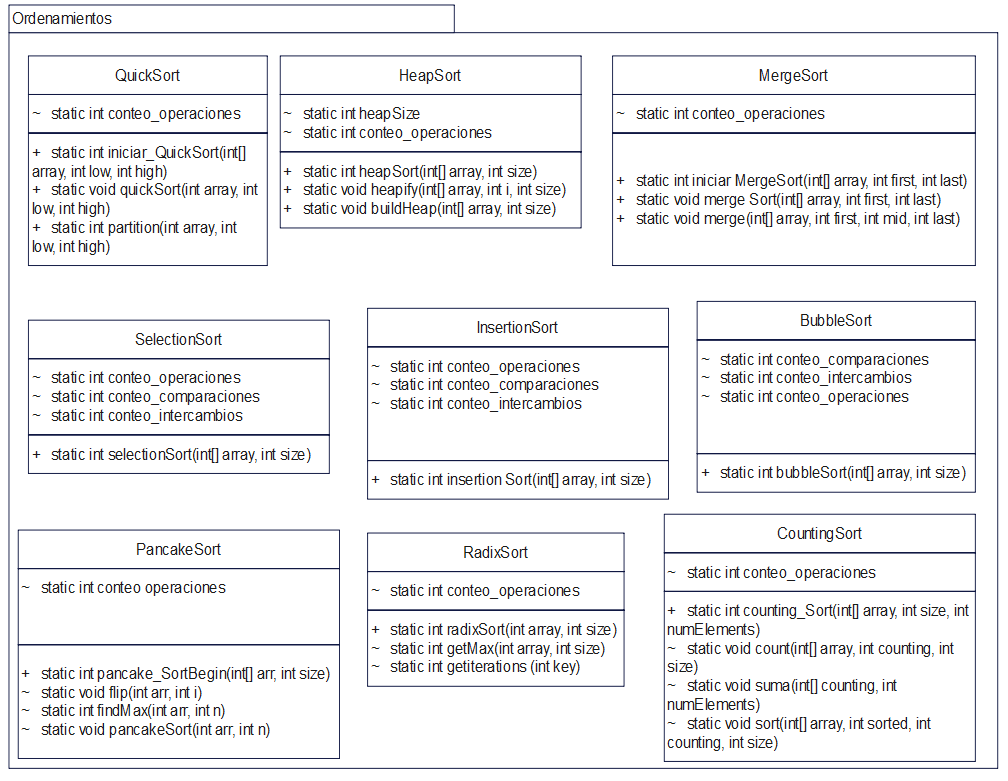 Ordenamientos
QuickSort
~ static int conteo_operaciones
+ static int iniciar_QuickSort(int[]
array, int low, int high)
+ static void quickSort(int array, int
low, int high)
+ static int partition(int array, int
low, int high)
HeapSort
~ static int heapSize
~ static int conteo_operaciones
+ static int heapSort(int[] array, int size)
+ static void heapify(int[] array, int i, int size)
+ static void buildHeap(int[] array, int size)
MergeSort
~ static int conteo_operaciones
+ static int iniciar MergeSort(int[] array, int first, int last)
+ static void merge Sort(int[] array, int first, int last)
+ static void merge(int[] array, int first, int mid, int last)
SelectionSort
~ static int conteo_operaciones
~ static int conteo_comparaciones
~ static int conteo_intercambios
+ static int selectionSort(int[] array, int size)
InsertionSort
~ static int conteo_operaciones
~ static int conteo_comparaciones
~ static int conteo_intercambios
+ static int insertion Sort(int[] array, int size)
BubbleSort
~ static int conteo_comparaciones
~ static int conteo_intercambios
~ static int conteo_operaciones
+ static int bubbleSort(int[] array, int size)
PancakeSort
~ static int conteo operaciones
+ static int pancake_SortBegin(int[] arr, int size)
~ static void flip(int arr, int i)
~ static int findMax(int arr, int n)
~ static void pancakeSort(int arr, int n)
RadixSort
~ static int conteo_operaciones
+ static int radixSort(int array, int size)
~ static int getMax(int array, int size)
~ static int getiterations (int key)
CountingSort
~ static int conteo_operaciones
+ static int counting_Sort(int[] array, int size, int
numElements)
~ static void count(int[] array, int counting, int
size)
~ static void suma(int[] counting, int
numElements)
~ static void sort(int[] array, int sorted, int
counting, int size)